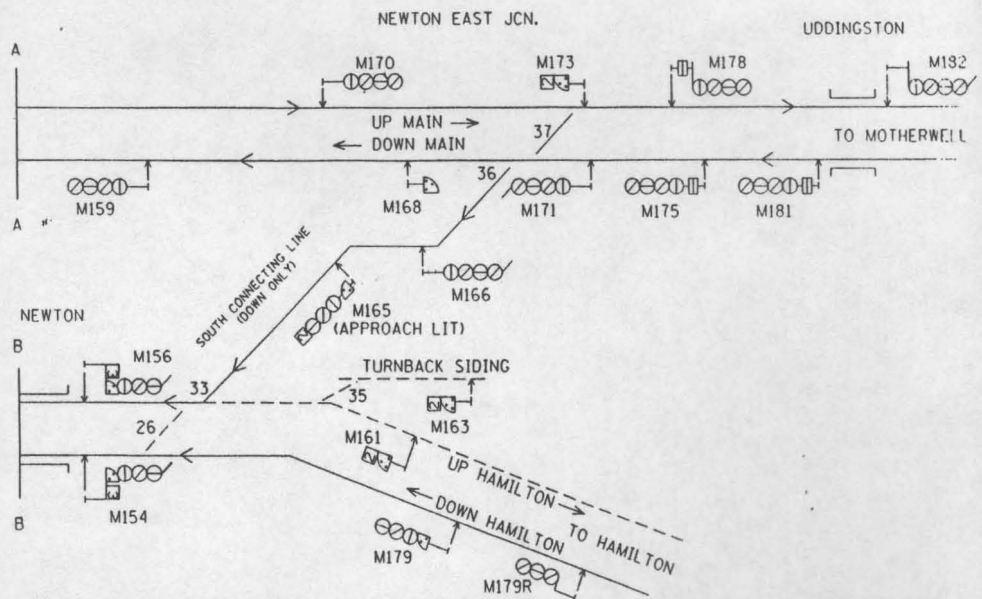 NEWTON EAST JCN.
UDDINGSTON
A
M170
M173
M178
M182
UP MAIN →
← DOWN MAIN
37
TO MOTHERWELL
36
M159
M168
M171
M175
M181
A
SOUTH CONNECTING LINE
(DOWN ONLY)
M166
M165
(APPROACH LIT)
NEWTON
B
M156
33
TURNBACK SIDING
35
M163
26
M161
UP HAMILTON →
← DOWN HAMILTON
TO HAMILTON
B
M154
M179
M179R